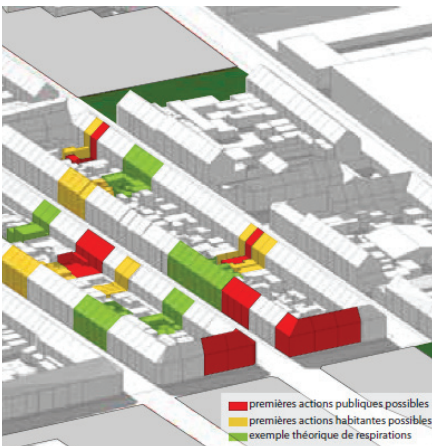 premières actions publiques possibles
premières actions habitantes possibles
exemple théorique de respirations